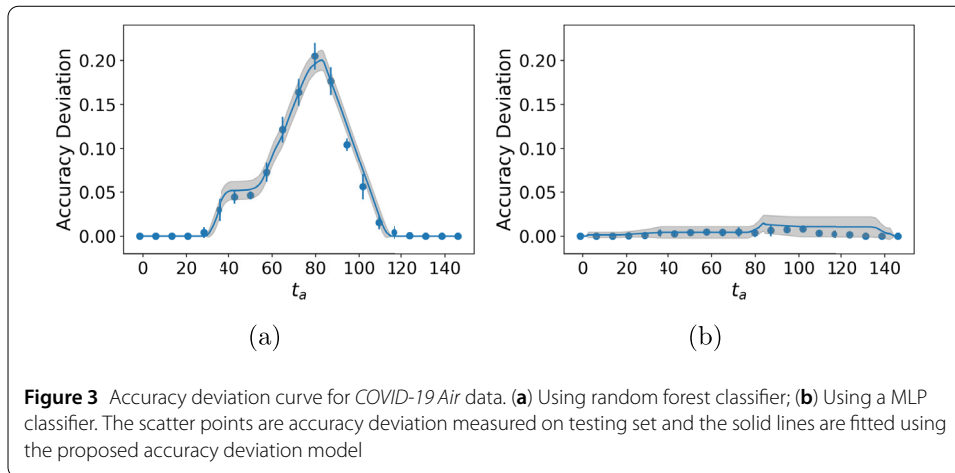 (a)
(b)
0.20
0.15
0.10
0.05
0.00
Accuracy Deviation
0 20 40 60 80 100 120 140
t_a
(a)
0.20
0.15
0.10
0.05
0.00
Accuracy Deviation
0 20 40 60 80 100 120 140
t_a
(b)
Figure 3 Accuracy deviation curve for COVID-19 Air data. (a) Using random forest classifier; (b) Using a MLP
classifier. The scatter points are accuracy deviation measured on testing set and the solid lines are fitted using
the proposed accuracy deviation model